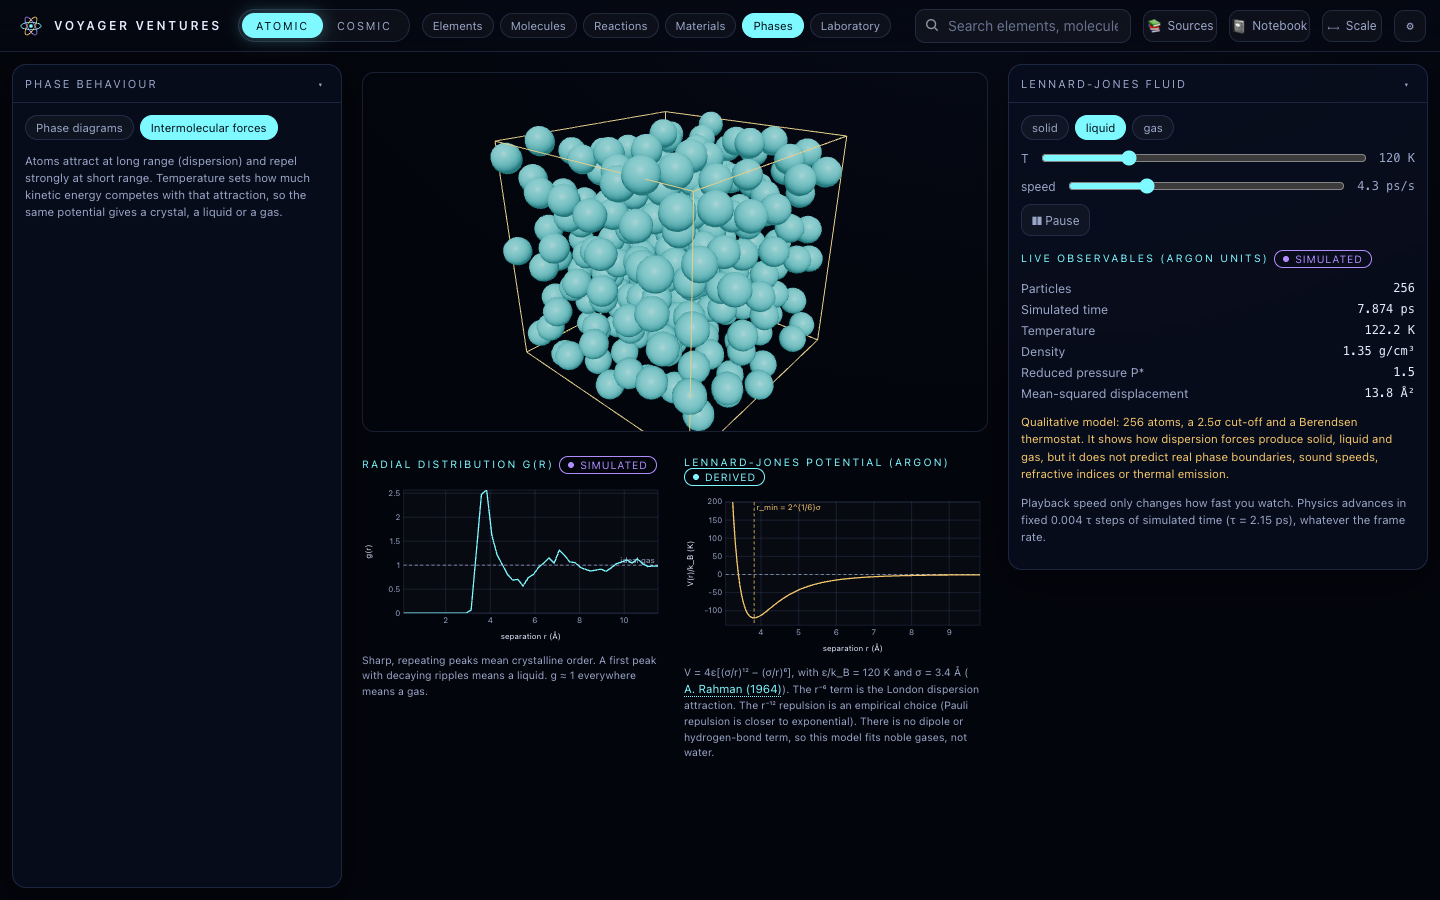 VOYAGER VENTURES
ATOMIC
COSMIC
Elements
Molecules
Reactions
Materials
Phases
Laboratory
Search elements, molecule
Sources
Notebook
Scale
PHASE BEHAVIOUR
Phase diagrams
Intermolecular forces
Atoms attract at long range (dispersion) and repel
strongly at short range. Temperature sets how much
kinetic energy competes with that attraction, so the
same potential gives a crystal, a liquid or a gas.
RADIAL DISTRIBUTION G(R)
SIMULATED
2.5
2
1.5
1
0.5
0
g(r)
ideal gas
2
4
6
8
10
separation r (Å)
Sharp, repeating peaks mean crystalline order. A first peak
with decaying ripples means a liquid. g ≈ 1 everywhere
means a gas.
LENNARD-JONES POTENTIAL (ARGON)
DERIVED
200
150
100
50
0
−50
−100
V(r)/k_B (K)
r_min = 2^{1/6}σ
4
5
6
7
8
9
separation r (Å)
V = 4ε[(σ/r)¹² − (σ/r)⁶], with ε/k_B = 120 K and σ = 3.4 Å (
A. Rahman (1964)). The r⁻⁶ term is the London dispersion
attraction. The r⁻¹² repulsion is an empirical choice (Pauli
repulsion is closer to exponential). There is no dipole or
hydrogen-bond term, so this model fits noble gases, not
water.
LENNARD-JONES FLUID
solid
liquid
gas
T
120 K
speed
4.3 ps/s
Pause
LIVE OBSERVABLES (ARGON UNITS)
SIMULATED
Particles 256
Simulated time 7.874 ps
Temperature 122.2 K
Density 1.35 g/cm³
Reduced pressure P* 1.5
Mean-squared displacement 13.8 Å²
Qualitative model: 256 atoms, a 2.5σ cut-off and a Berendsen
thermostat. It shows how dispersion forces produce solid, liquid and
gas, but it does not predict real phase boundaries, sound speeds,
refractive indices or thermal emission.
Playback speed only changes how fast you watch. Physics advances in
fixed 0.004 τ steps of simulated time (τ = 2.15 ps), whatever the frame
rate.